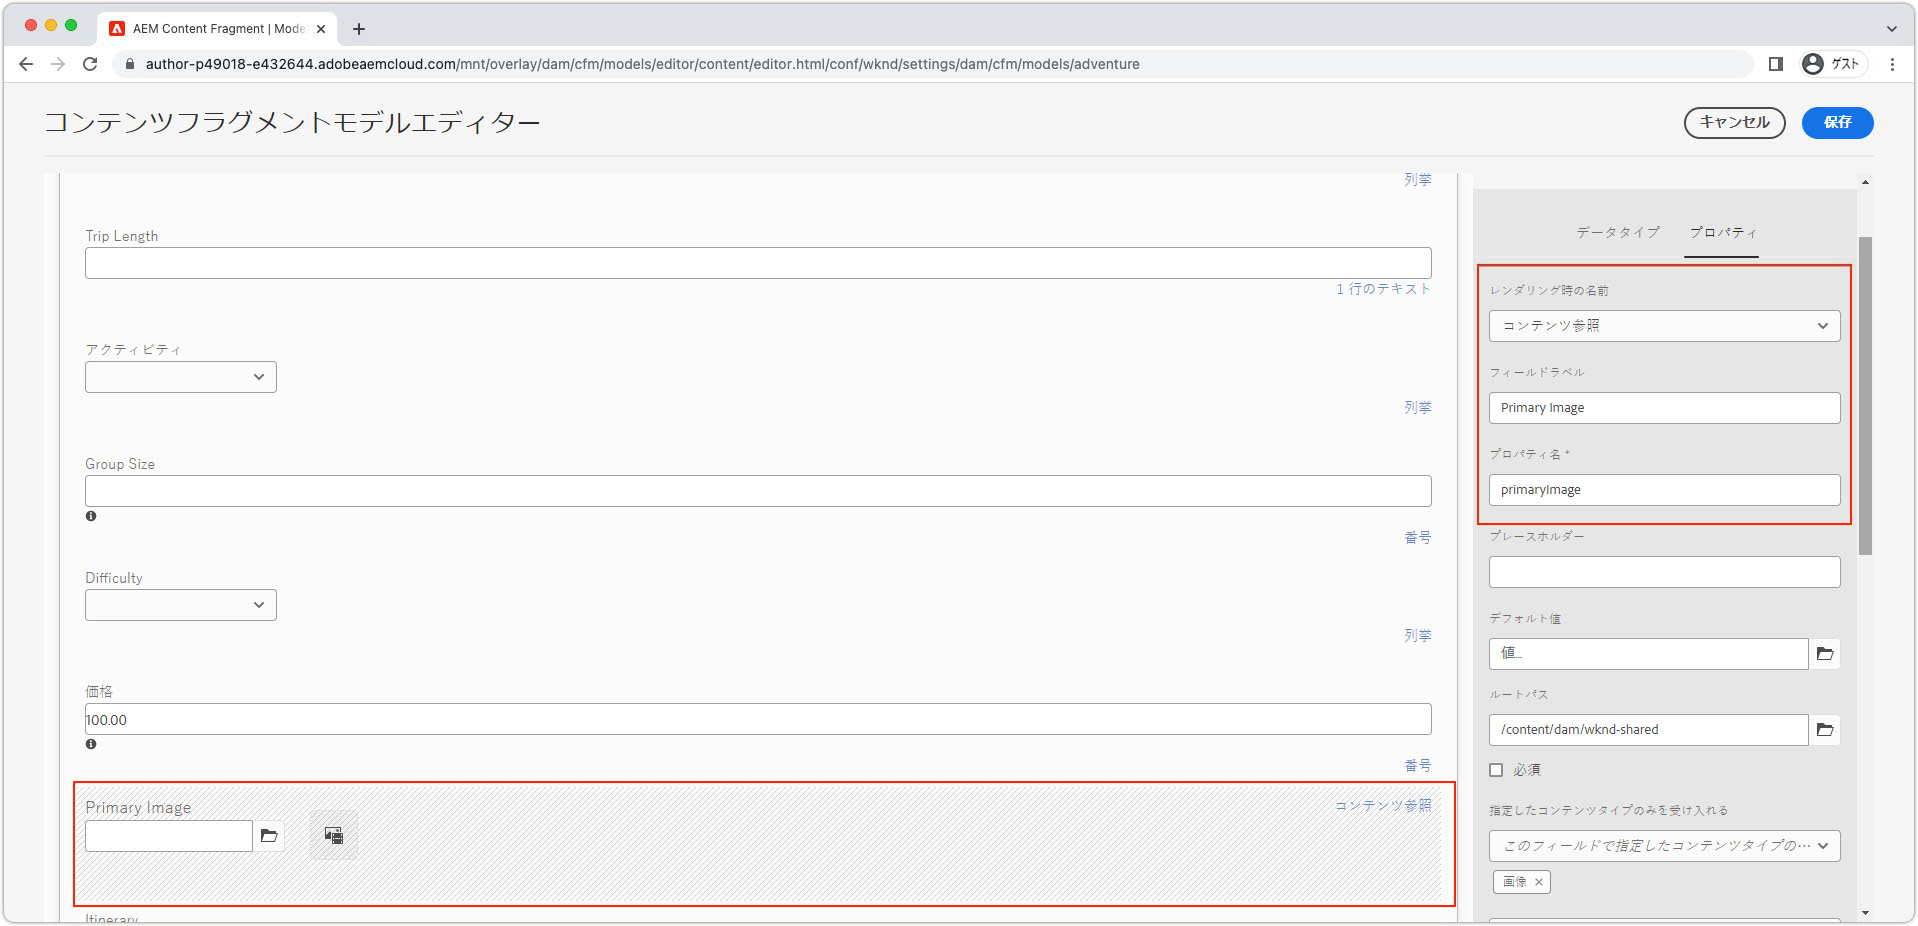 AEM Content Fragment | Mode
author-p49018-e432644.adobeaemcloud.com/mnt/overlay/dam/cfm/models/editor/content/editor.html/conf/wknd/settings/dam/cfm/models/adventure
ゲスト
コンテンツフラグメントモデルエディター
キャンセル
保存
列挙
Trip Length
1 行のテキスト
アクティビティ
列挙
Group Size
番号
Difficulty
列挙
価格
100.00
番号
Primary Image
コンテンツ参照
Itinerary
データタイプ
プロパティ
レンダリング時の名前
コンテンツ参照
フィールドラベル
Primary Image
プロパティ名 *
primaryImage
プレースホルダー
デフォルト値
値...
ルートパス
/content/dam/wknd-shared
必須
指定したコンテンツタイプのみを受け入れる
このフィールドで指定したコンテンツタイプの…
画像